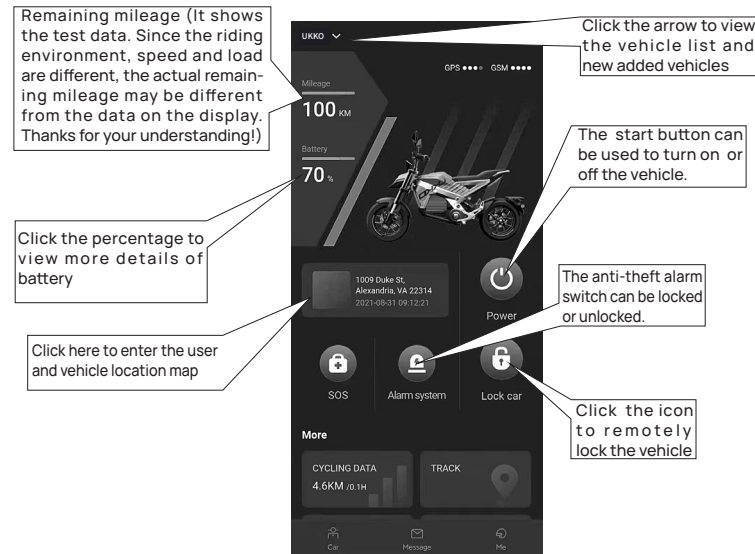 Remaining mileage (It shows
the test data. Since the riding
environment, speed and load
are different, the actual remain-
ing mileage may be different
from the data on the display.
Thanks for your understanding!)
Click the percentage to
view more details of
battery
Click here to enter the user
and vehicle location map
UKKO
GPS
GSM
Mileage
100 KM
Battery
70 %
1009 Duke St,
Alexandria, VA 22314
2021-08-31 09:12:21
Power
SOS
Alarm system
Lock car
More
CYCLING DATA
4.6KM /0.1H
TRACK
Car
Message
Me
Click the arrow to view
the vehicle list and
new added vehicles
The start button can
be used to turn on or
off the vehicle.
The anti-theft alarm
switch can be locked
or unlocked.
Click the icon
to remotely
lock the vehicle